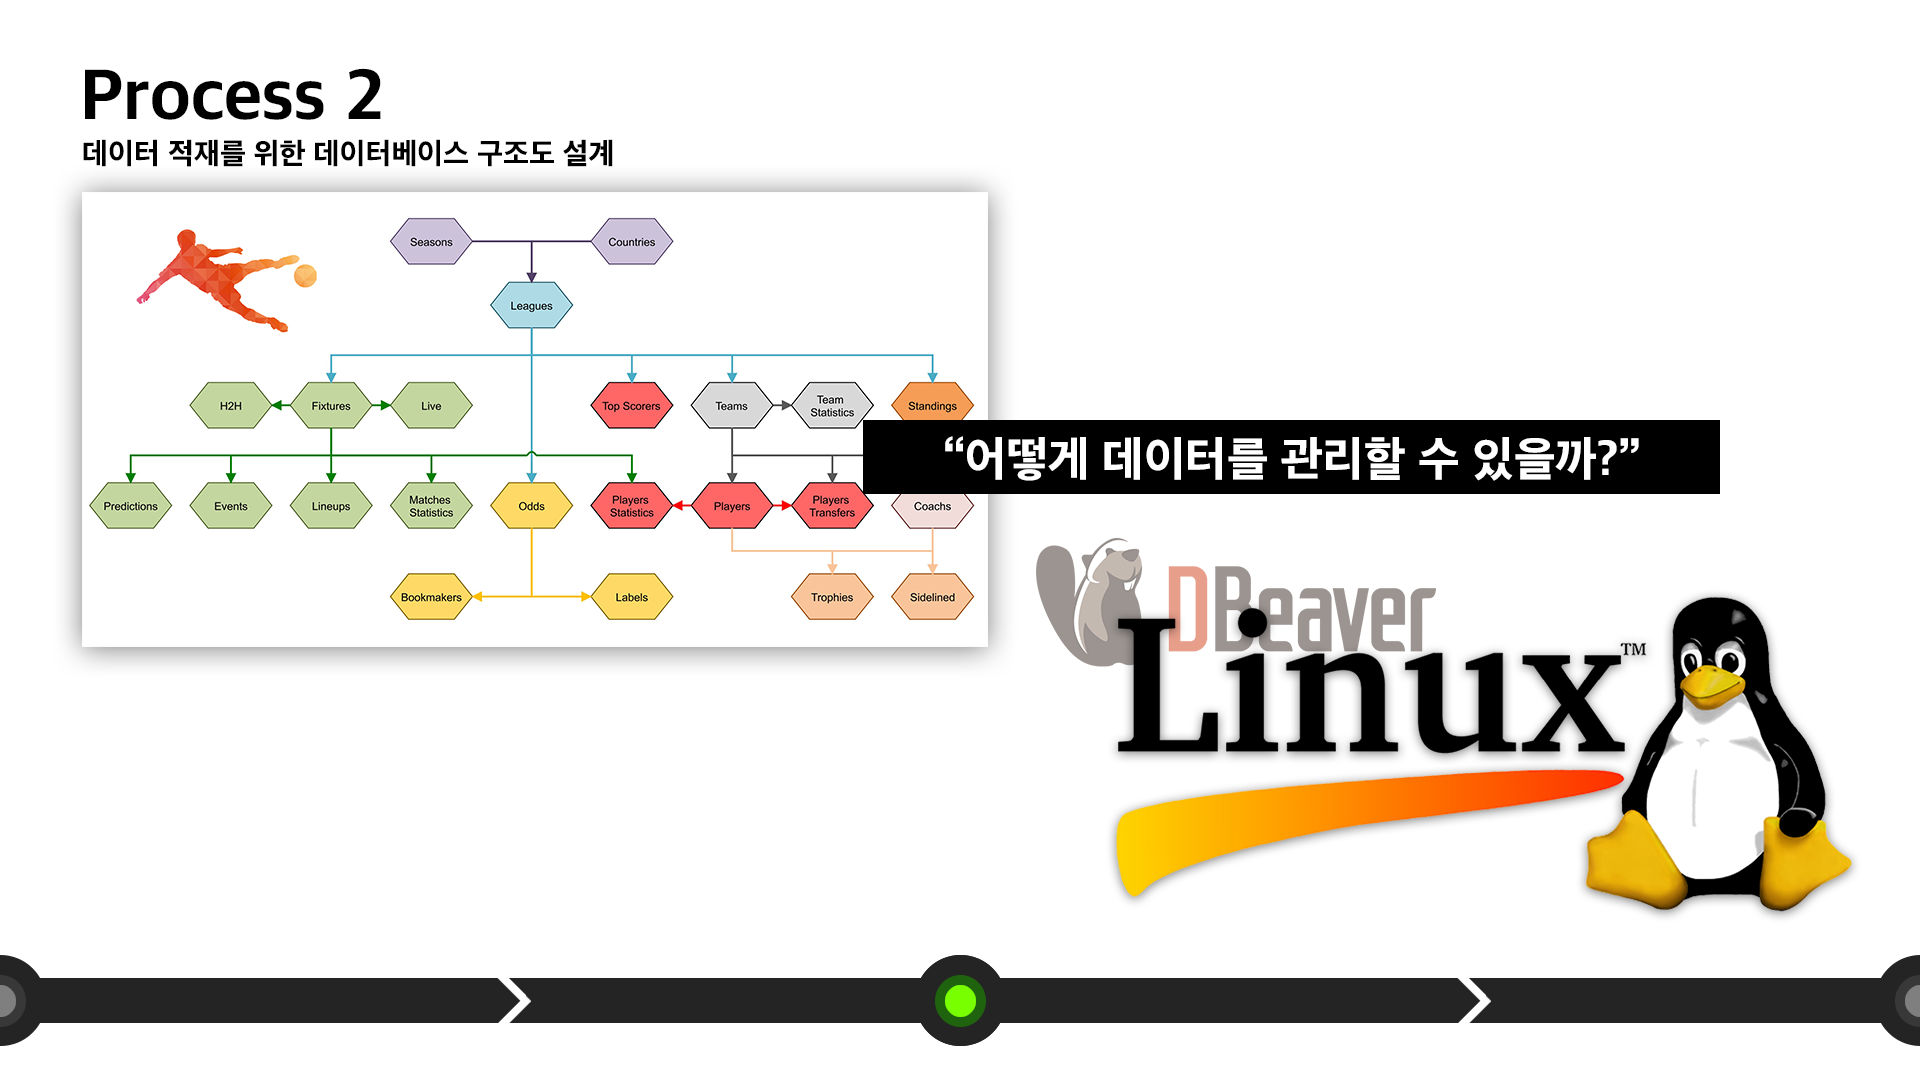 Process 2
데이터 적재를 위한 데이터베이스 구조도 설계
Seasons
Countries
Leagues
H2H
Fixtures
Live
Top Scorers
Teams
Team
Statistics
Standings
“어떻게 데이터를 관리할 수 있을까?”
Predictions
Events
Lineups
Matches
Statistics
Odds
Players
Statistics
Players
Players
Transfers
Coachs
Bookmakers
Labels
Trophies
Sidelined
DBeaver
Linux™